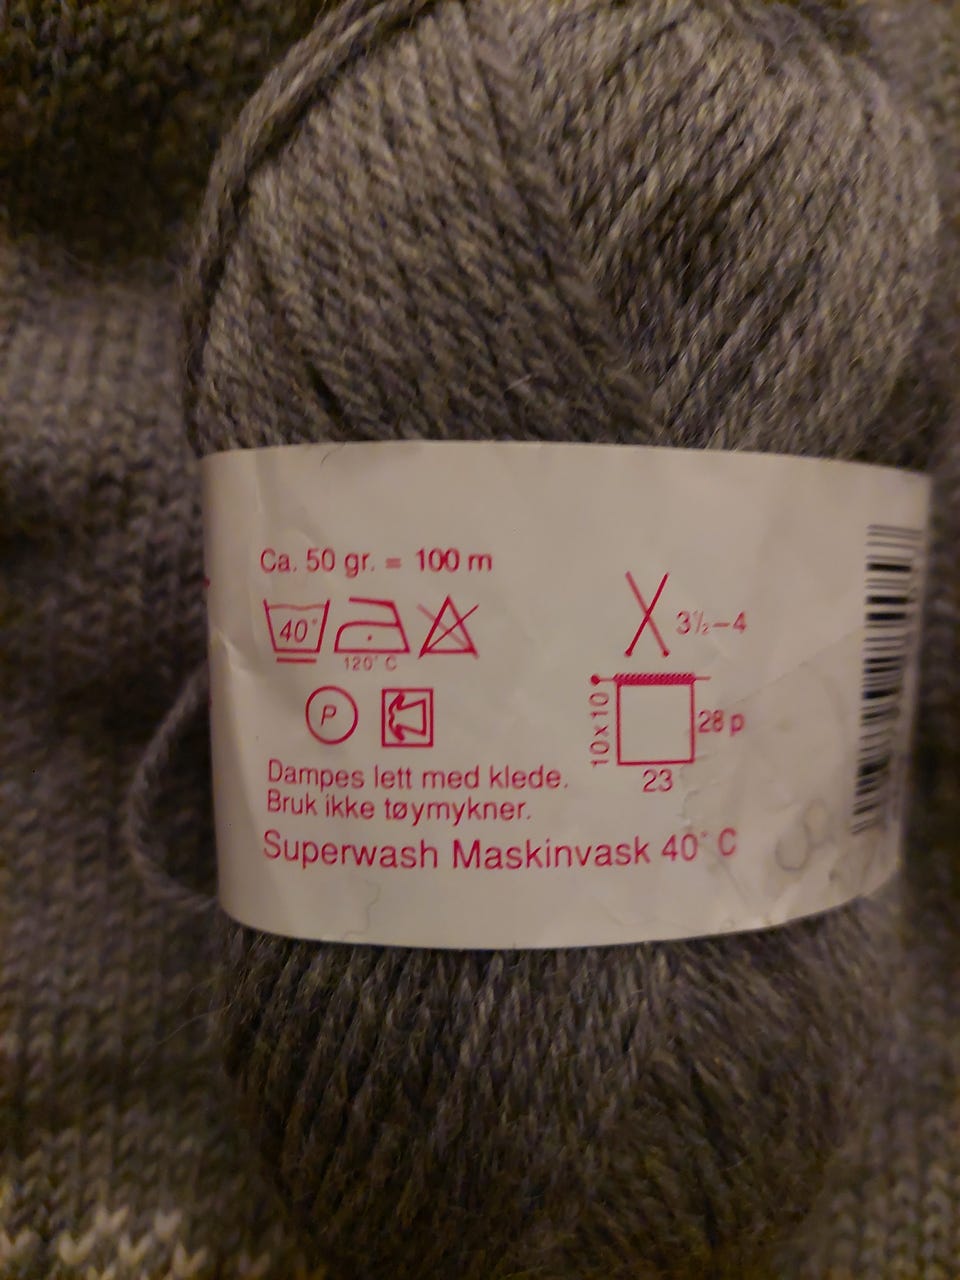 Ca. 50 gr. = 100 m
40°
120° C
P
3½–4
10x10
28 p
23
Dampes lett med klede.
Bruk ikke tøymykner.
Superwash Maskinvask 40° C